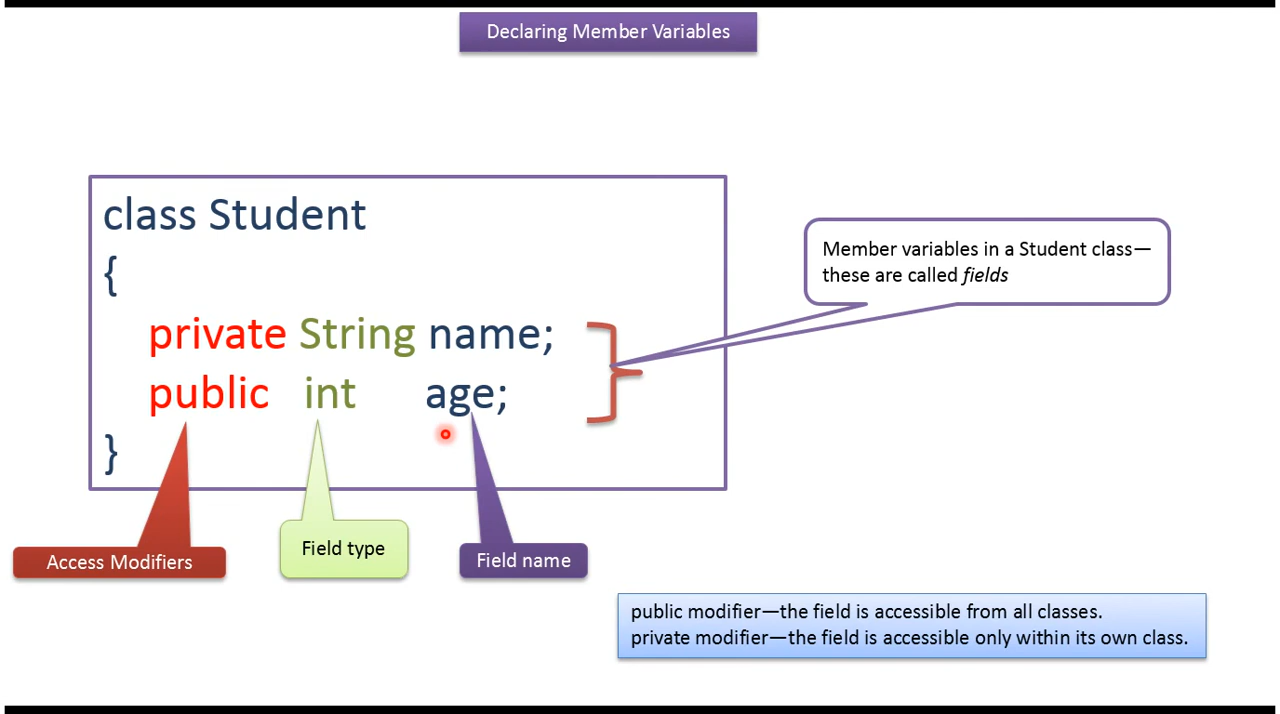 Declaring Member Variables
class Student
{
private String name;
public int age;
}
Member variables in a Student class—
these are called fields
Access Modifiers
Field type
Field name
public modifier—the field is accessible from all classes.
private modifier—the field is accessible only within its own class.